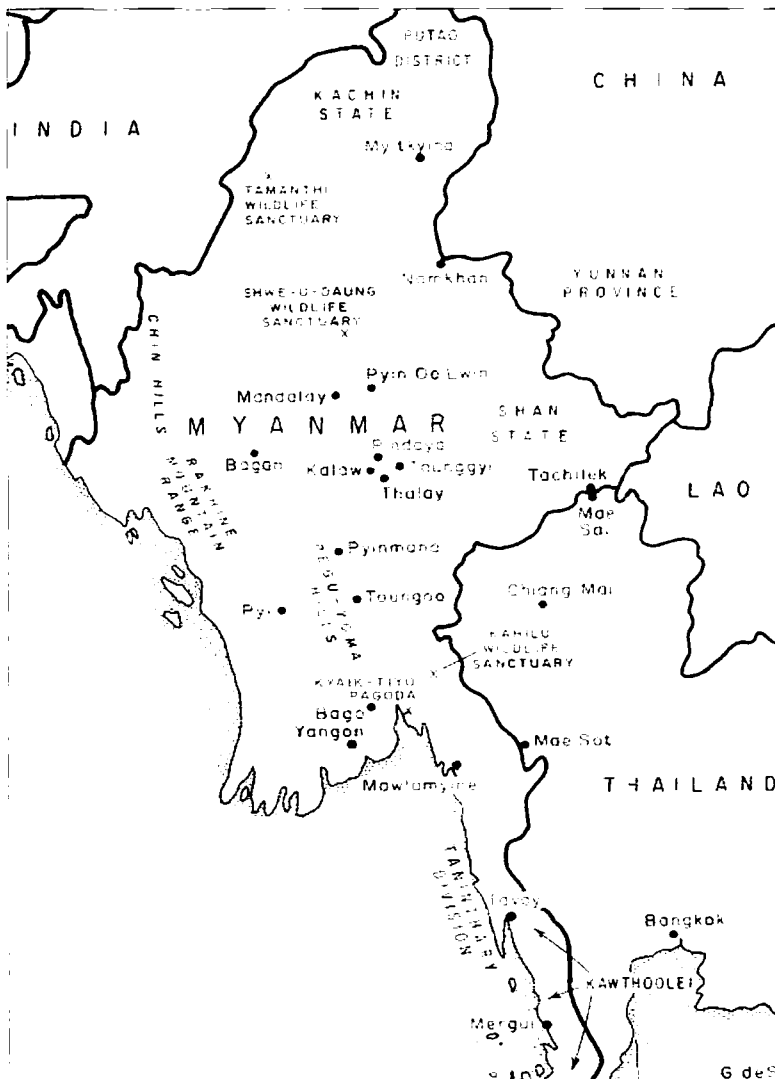 PUTAO
DISTRICT
CHINA
KACHIN
STATE
INDIA
Myitkyina
TAMANTHI
WILDLIFE
SANCTUARY
Namkhan
YUNNAN
PROVINCE
SHWE-U-DAUNG
WILDLIFE
SANCTUARY
X
CHIN HILLS
Pyin Oo Lwin
Mandalay
SHAN
STATE
MYANMAR
Pindaya
Bagan
Kalaw
Taunggyi
Thalay
Tachilek
LAO
Mae
Sai
RAKHINE
MOUNTAIN
RANGE
Pyinmana
PEGU-YOMA
HILLS
Toungoo
Chiang Mai
Pyi
KAHILU
WILDLIFE
SANCTUARY
X
KYAIK-TIYO
PAGODA
X
Bago
Yangon
Mae Sot
Mawlamyine
THAILAND
TANINTHARY
DIVISION
Tavoy
Bangkok
KAWTHOOLEI
Mergui
G de S